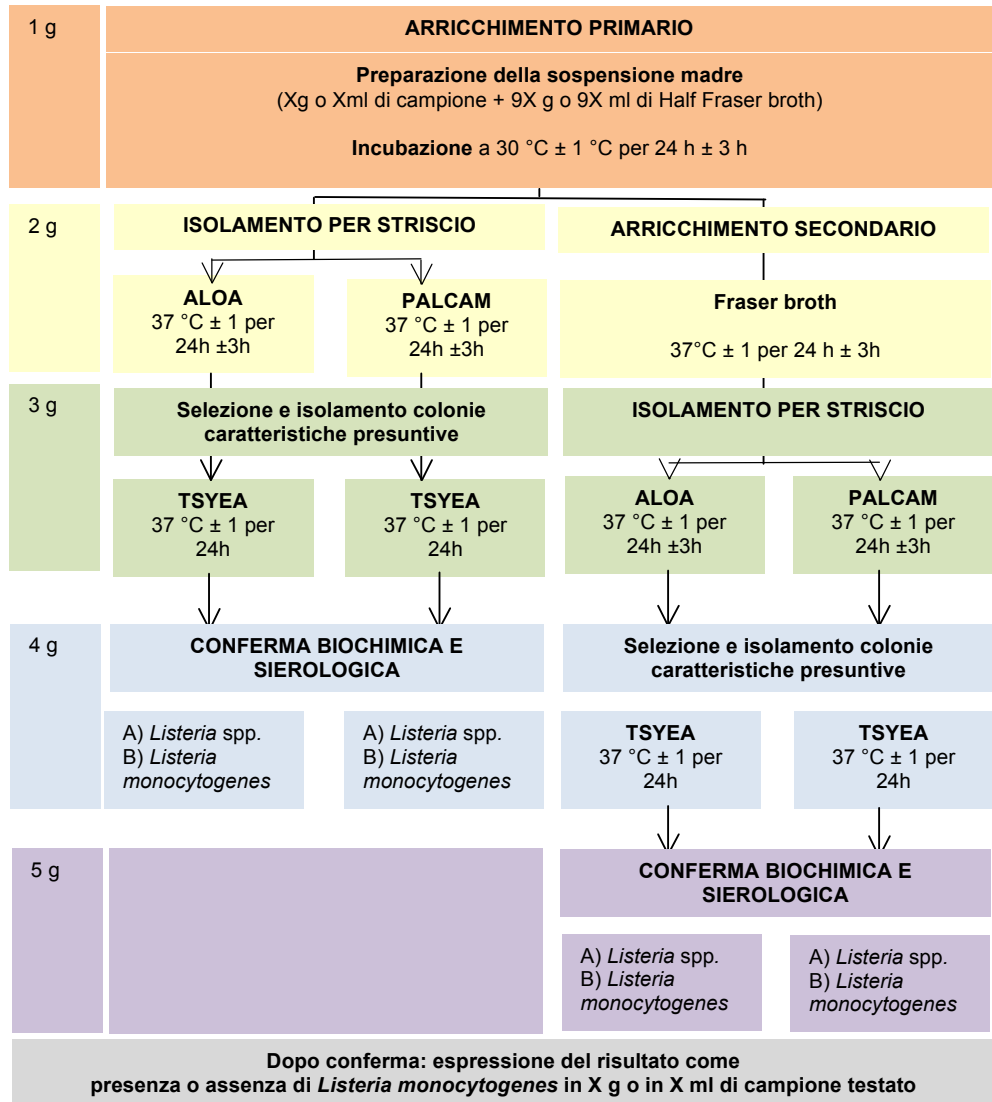 1 g
ARRICCHIMENTO PRIMARIO
Preparazione della sospensione madre
(Xg o Xml di campione + 9X g o 9X ml di Half Fraser broth)
Incubazione a 30 °C ± 1 °C per 24 h ± 3 h
2 g
ISOLAMENTO PER STRISCIO
ALOA
37 °C ± 1 per
24h ±3h
PALCAM
37 °C ± 1 per
24h ±3h
ARRICCHIMENTO SECONDARIO
Fraser broth
37°C ± 1 per 24 h ± 3h
3 g
Selezione e isolamento colonie
caratteristiche presuntive
TSYEA
37 °C ± 1 per
24h
TSYEA
37 °C ± 1 per
24h
ISOLAMENTO PER STRISCIO
ALOA
37 °C ± 1 per
24h ±3h
PALCAM
37 °C ± 1 per
24h ±3h
4 g
CONFERMA BIOCHIMICA E
SIEROLOGICA
A) Listeria spp.
B) Listeria
monocytogenes
A) Listeria spp.
B) Listeria
monocytogenes
Selezione e isolamento colonie
caratteristiche presuntive
TSYEA
37 °C ± 1 per
24h
TSYEA
37 °C ± 1 per
24h
5 g
CONFERMA BIOCHIMICA E
SIEROLOGICA
A) Listeria spp.
B) Listeria
monocytogenes
A) Listeria spp.
B) Listeria
monocytogenes
Dopo conferma: espressione del risultato come
presenza o assenza di Listeria monocytogenes in X g o in X ml di campione testato